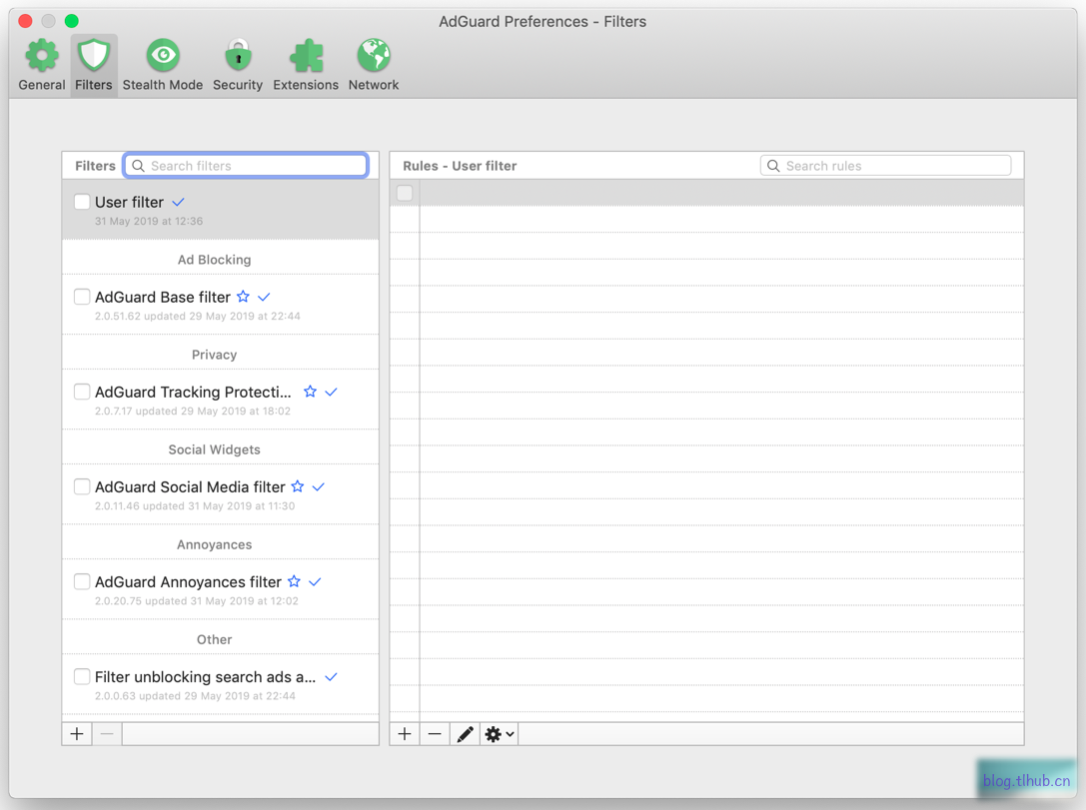 AdGuard Preferences - Filters
General Filters Stealth Mode Security Extensions Network
Filters Search filters
Rules - User filter Search rules
User filter
31 May 2019 at 12:36
Ad Blocking
AdGuard Base filter
2.0.51.62 updated 29 May 2019 at 22:44
Privacy
AdGuard Tracking Protecti...
2.0.7.17 updated 29 May 2019 at 18:02
Social Widgets
AdGuard Social Media filter
2.0.11.46 updated 31 May 2019 at 11:30
Annoyances
AdGuard Annoyances filter
2.0.20.75 updated 31 May 2019 at 12:02
Other
Filter unblocking search ads a...
2.0.0.63 updated 29 May 2019 at 22:44
blog.tlhub.cn